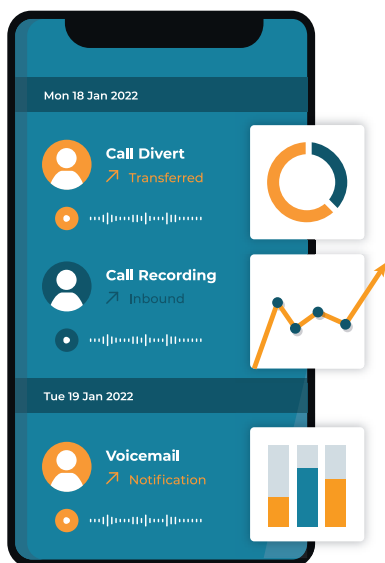 Mon 18 Jan 2022
Call Divert
Transferred
Call Recording
Inbound
Tue 19 Jan 2022
Voicemail
Notification